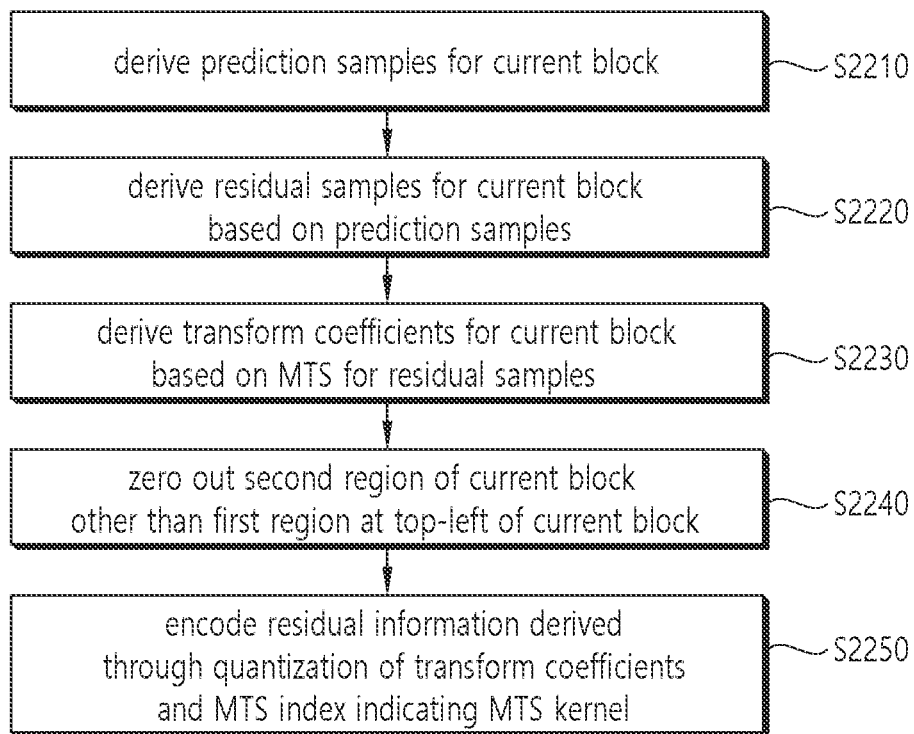 derive prediction samples for current block
S2210
derive residual samples for current block
based on prediction samples
S2220
derive transform coefficients for current block
based on MTS for residual samples
S2230
zero out second region of current block
other than first region at top-left of current block
S2240
encode residual information derived
through quantization of transform coefficients
and MTS index indicating MTS kernel
S2250